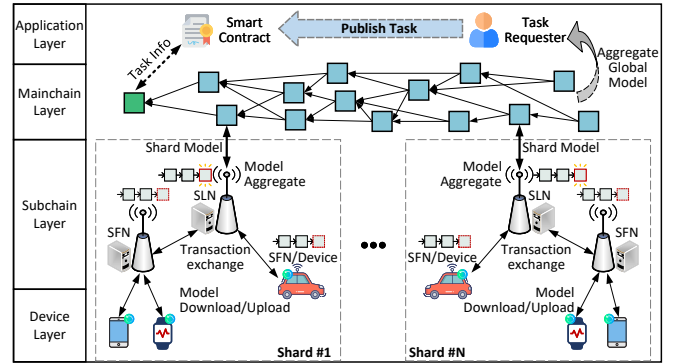 Application
Layer
Smart
Contract
Publish Task
Task
Requester
Task Info
Aggregate
Global
Model
Mainchain
Layer
Shard Model
Shard Model
Subchain
Layer
Model
Aggregate
SLN
SFN
Transaction
exchange
SFN/Device
Model
Download/Upload
Shard #1
Model
Aggregate
SLN
SFN
Transaction
exchange
SFN/Device
Model
Download/Upload
Shard #N
Device
Layer